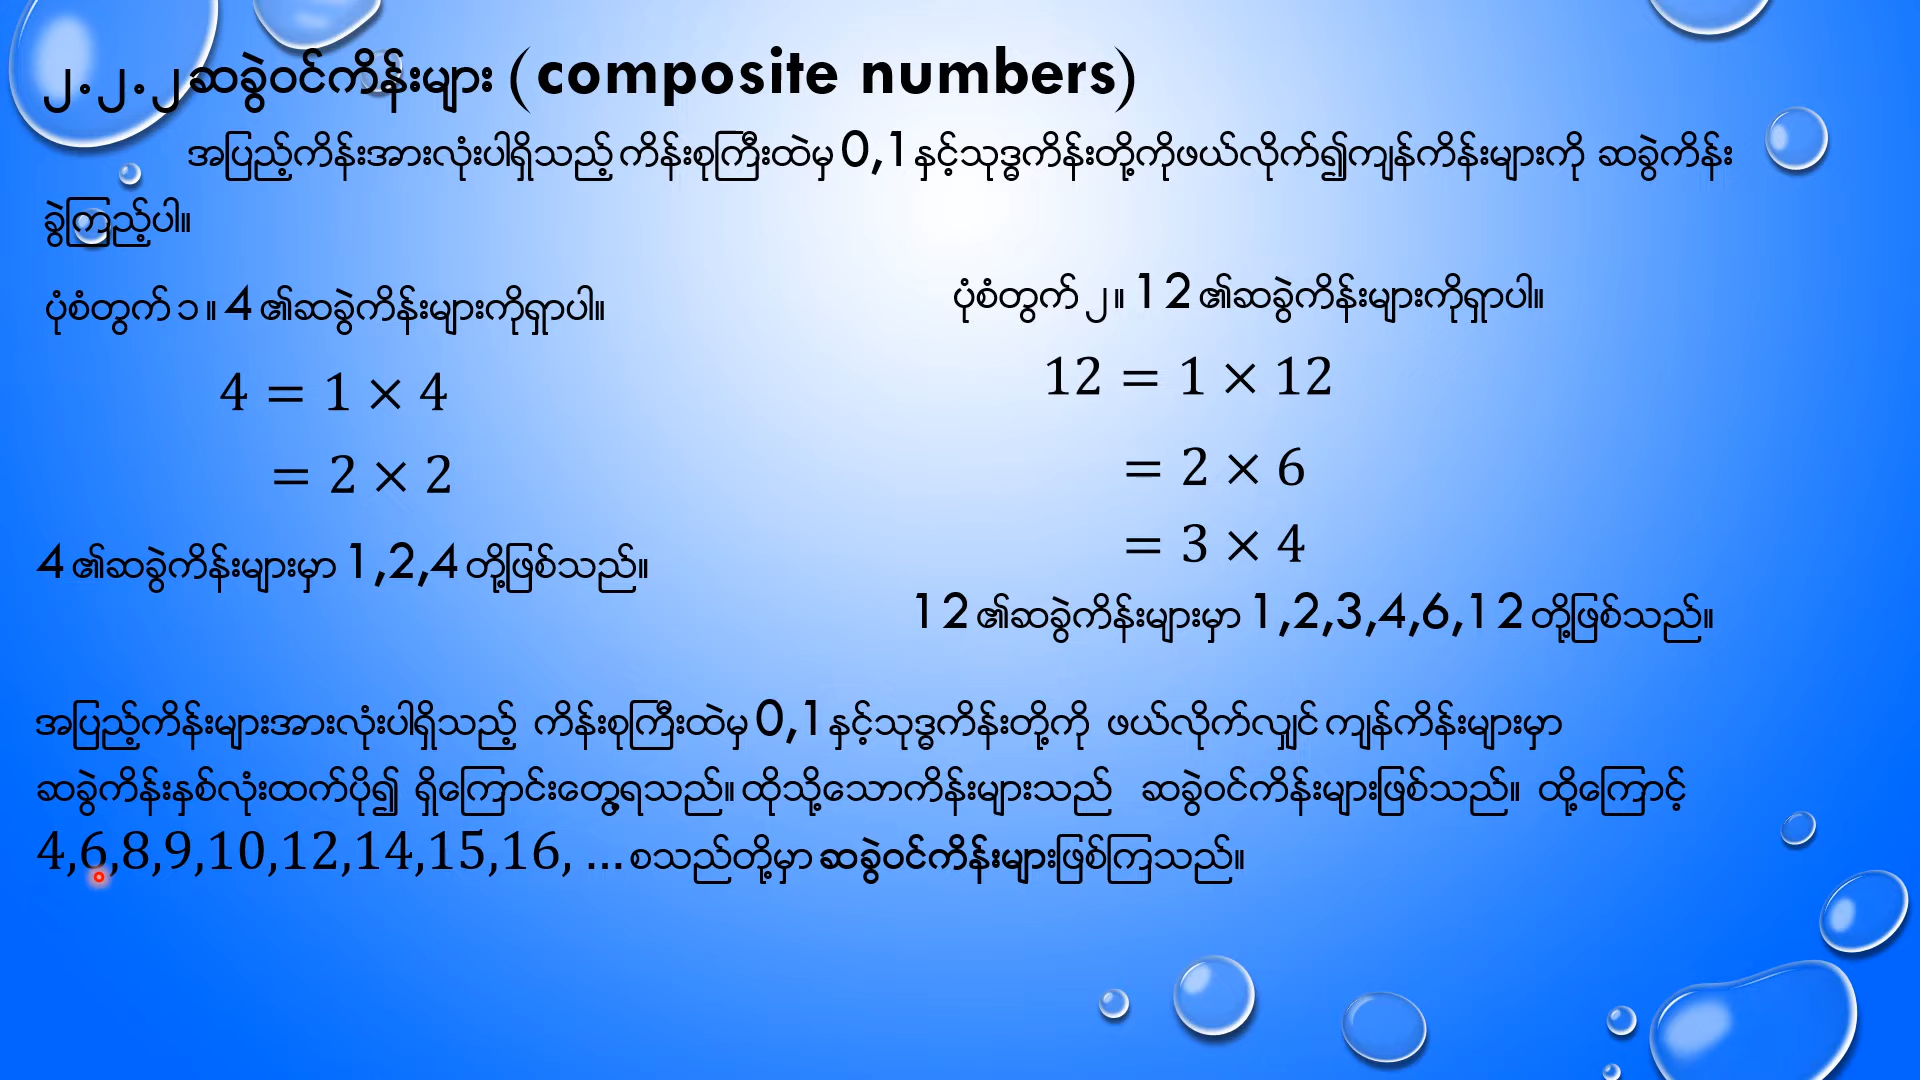 ၂.၂.၂ ဆခွဲဝင်ကိန်းများ (composite numbers)
အပြည့်ကိန်းအားလုံးပါရှိသည့် ကိန်းစုကြီးထဲမှ 0,1 နှင့်သုဒ္ဓကိန်းတို့ကိုဖယ်လိုက်၍ကျန်ကိန်းများကို ဆခွဲကိန်း
ခွဲကြည့်ပါ။
ပုံစံတွက် ၁ ။ 4 ၏ဆခွဲကိန်းများကိုရှာပါ။
4 = 1 × 4
= 2 × 2
4 ၏ဆခွဲကိန်းများမှာ 1,2,4 တို့ဖြစ်သည်။
ပုံစံတွက် ၂ ။ 12 ၏ဆခွဲကိန်းများကိုရှာပါ။
12 = 1 × 12
= 2 × 6
= 3 × 4
12 ၏ဆခွဲကိန်းများမှာ 1,2,3,4,6,12 တို့ဖြစ်သည်။
အပြည့်ကိန်းများအားလုံးပါရှိသည့် ကိန်းစုကြီးထဲမှ 0,1 နှင့်သုဒ္ဓကိန်းတို့ကို ဖယ်လိုက်လျှင် ကျန်ကိန်းများမှာ
ဆခွဲကိန်းနှစ်လုံးထက်ပို၍ ရှိကြောင်းတွေ့ရသည်။ ထိုသို့သောကိန်းများသည် ဆခွဲဝင်ကိန်းများဖြစ်သည်။ ထို့ကြောင့်
4,6,8,9,10,12,14,15,16, … စသည်တို့မှာ ဆခွဲဝင်ကိန်းများဖြစ်ကြသည်။